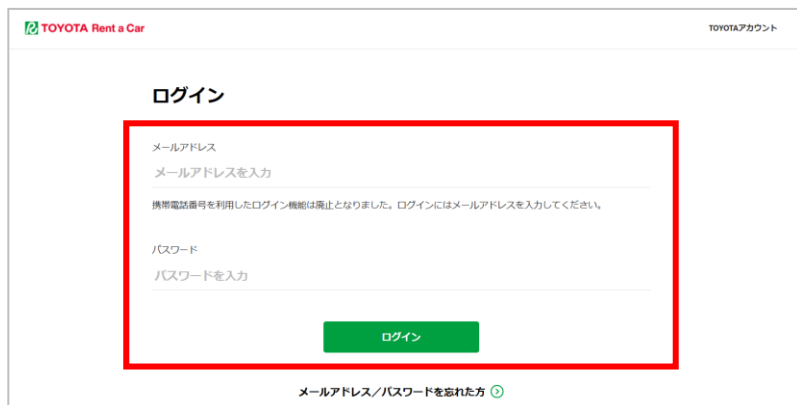 TOYOTA Rent a Car
TOYOTAアカウント
ログイン
メールアドレス
メールアドレスを入力
携帯電話番号を利用したログイン機能は廃止となりました。ログインにはメールアドレスを入力してください。
パスワード
パスワードを入力
ログイン
メールアドレス／パスワードを忘れた方